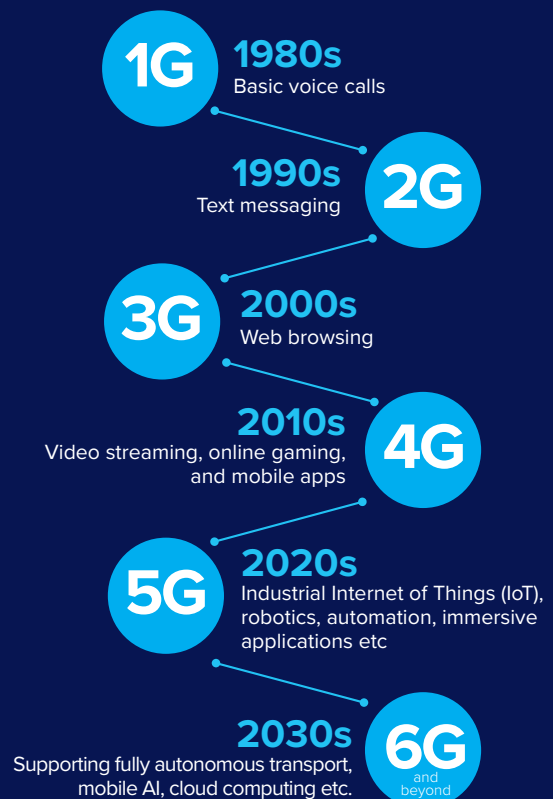 1G
1980s
Basic voice calls
1990s
Text messaging
2G
3G
2000s
Web browsing
2010s
Video streaming, online gaming,
and mobile apps
4G
5G
2020s
Industrial Internet of Things (IoT),
robotics, automation, immersive
applications etc
2030s
Supporting fully autonomous transport,
mobile AI, cloud computing etc.
6G
and
beyond